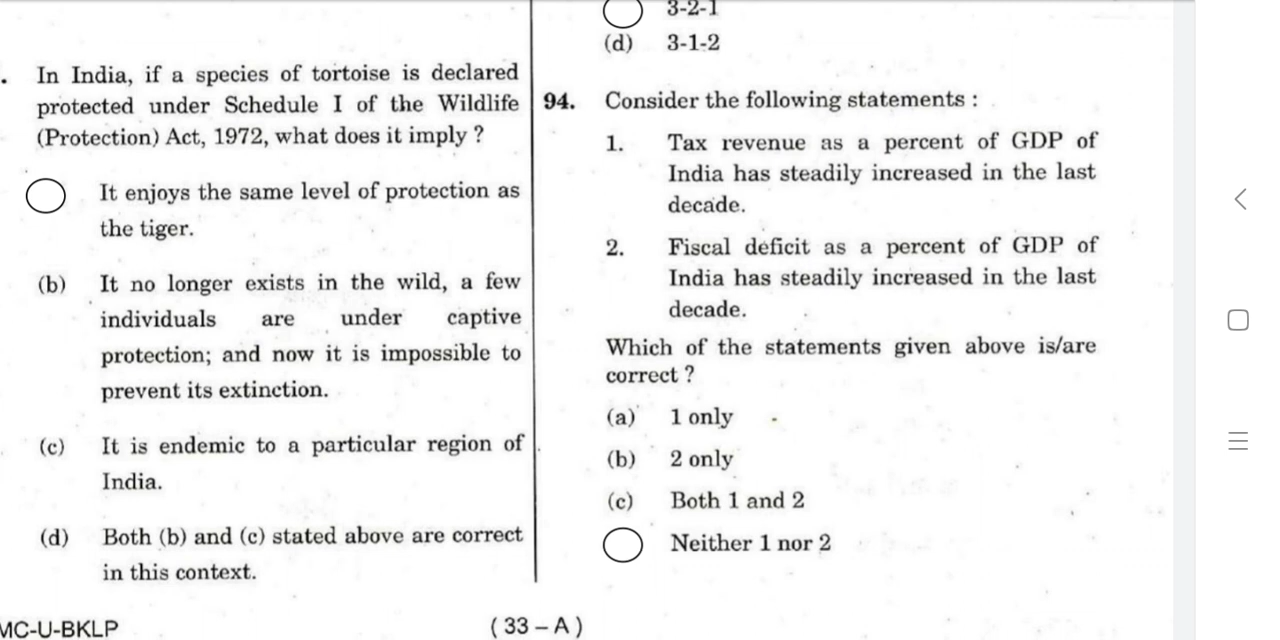 . In India, if a species of tortoise is declared
protected under Schedule I of the Wildlife
(Protection) Act, 1972, what does it imply ?
It enjoys the same level of protection as
the tiger.
(b) It no longer exists in the wild, a few
individuals are under captive
protection; and now it is impossible to
prevent its extinction.
(c) It is endemic to a particular region of
India.
(d) Both (b) and (c) stated above are correct
in this context.
3-2-1
(d) 3-1-2
94. Consider the following statements :
1. Tax revenue as a percent of GDP of
India has steadily increased in the last
decade.
2. Fiscal deficit as a percent of GDP of
India has steadily increased in the last
decade.
Which of the statements given above is/are
correct ?
(a) 1 only
(b) 2 only
(c) Both 1 and 2
Neither 1 nor 2
MC-U-BKLP
( 33 – A )